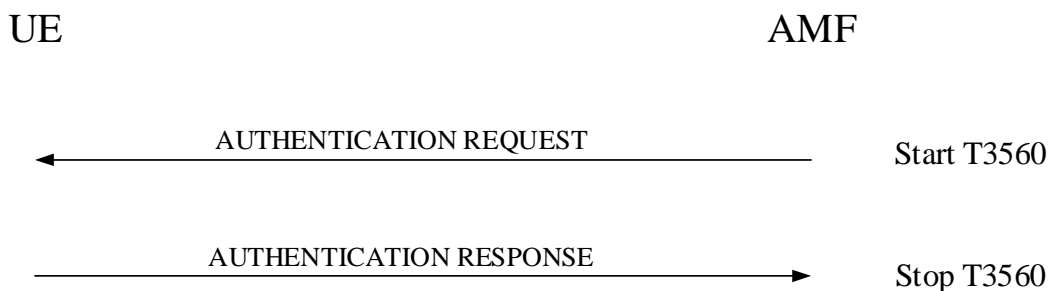 UE AMF
AUTHENTICATION REQUEST Start T3560
AUTHENTICATION RESPONSE Stop T3560